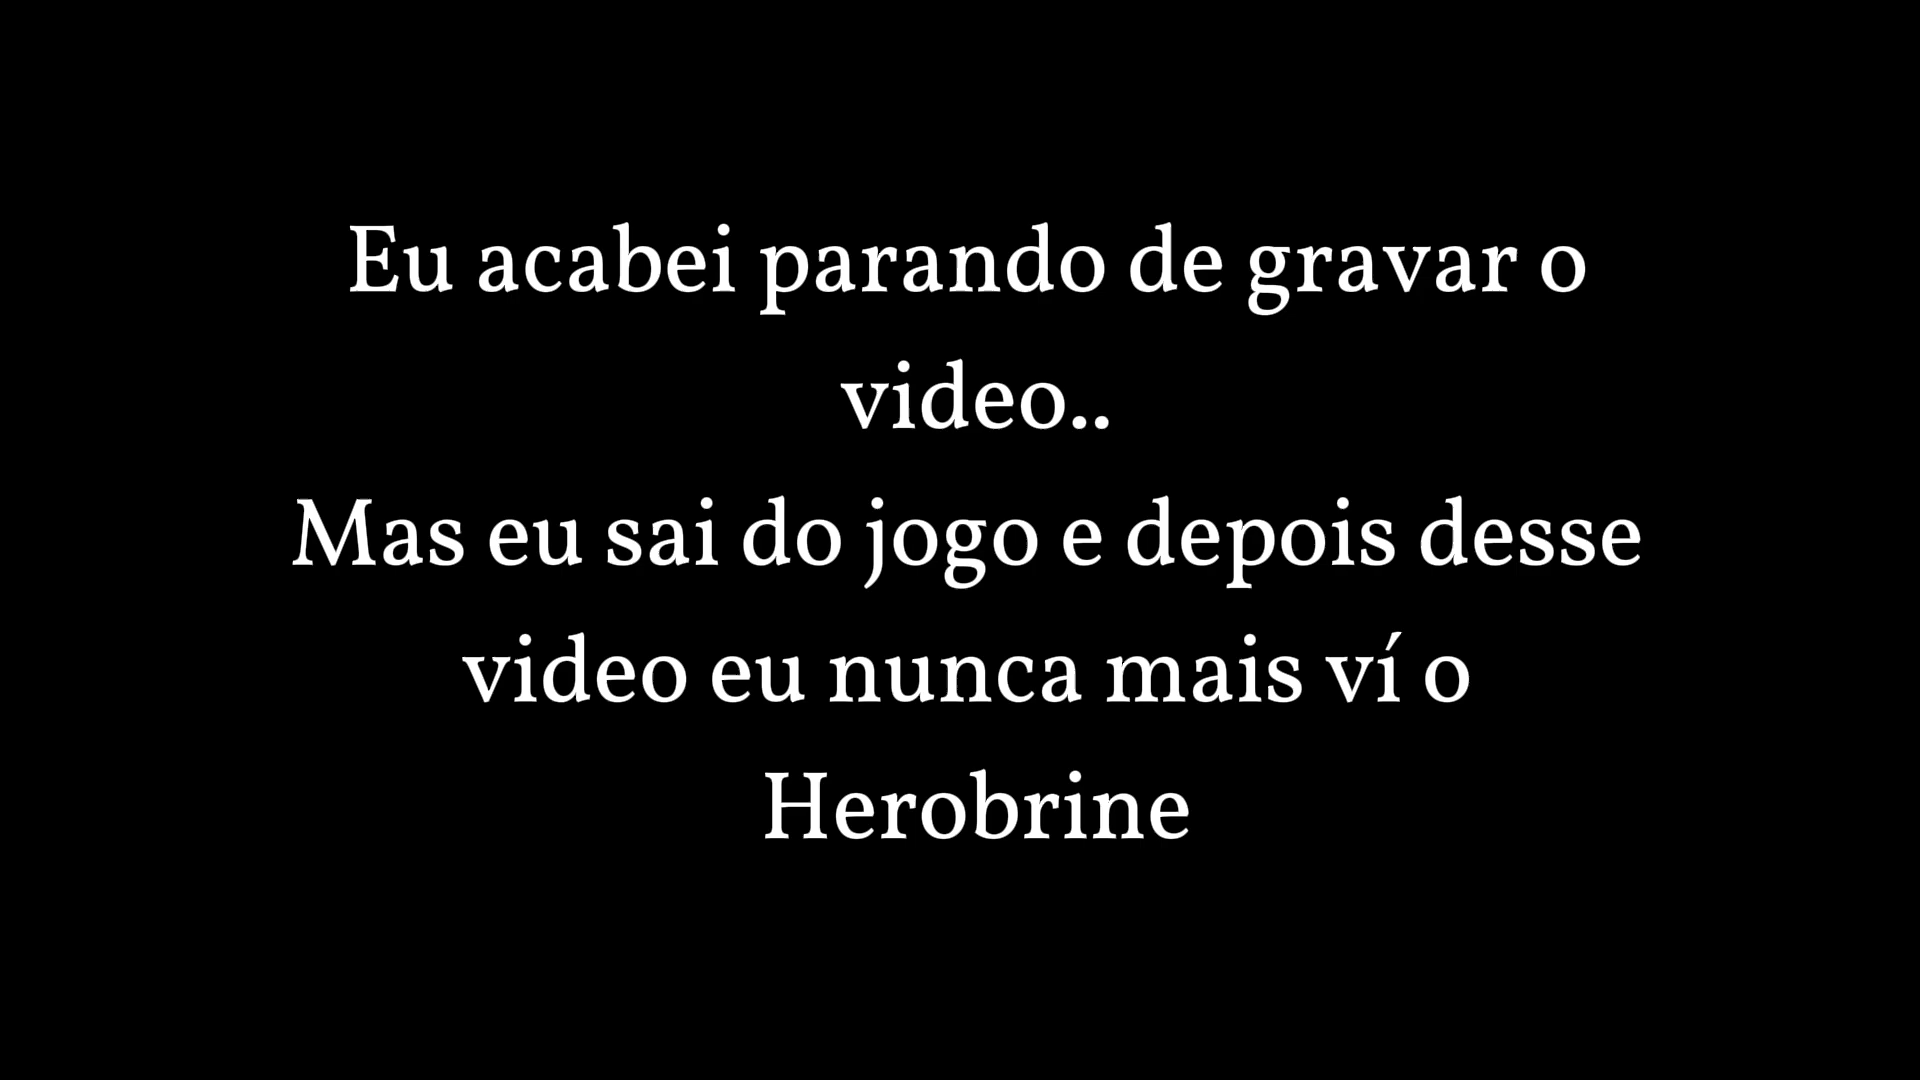 Eu acabei parando de gravar o
video..
Mas eu sai do jogo e depois desse
video eu nunca mais ví o
Herobrine